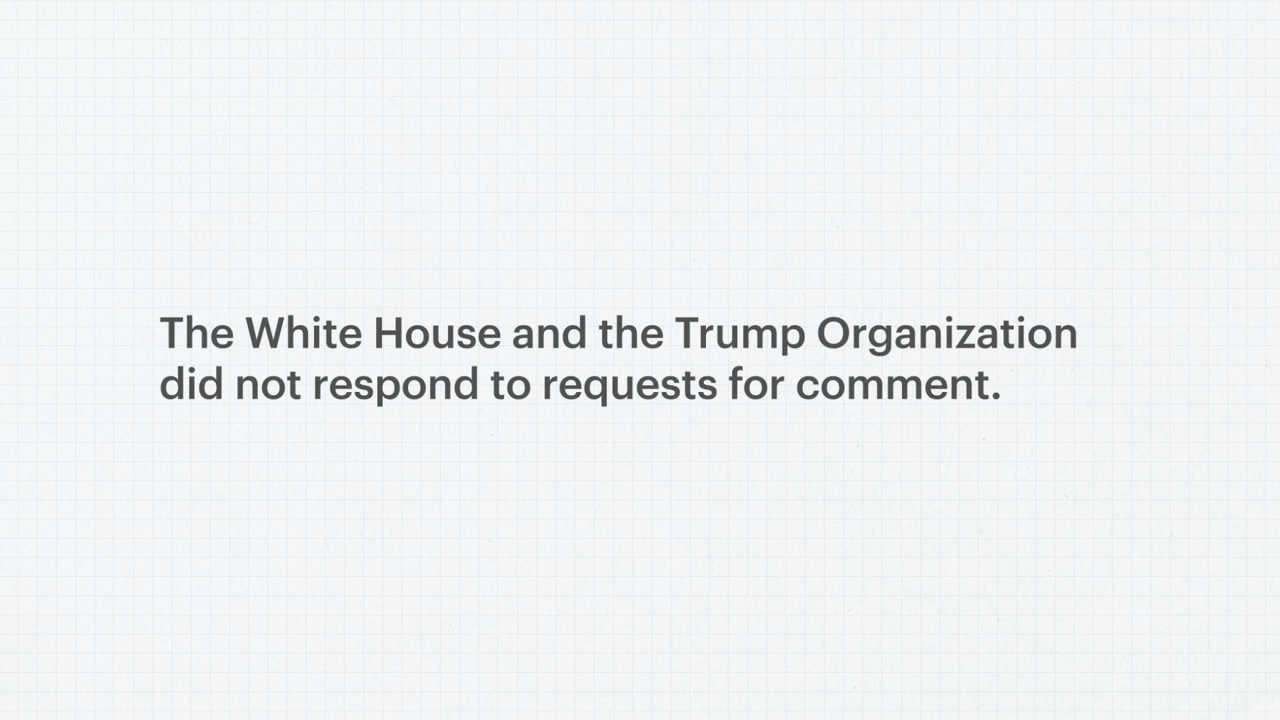 The White House and the Trump Organization
did not respond to requests for comment.